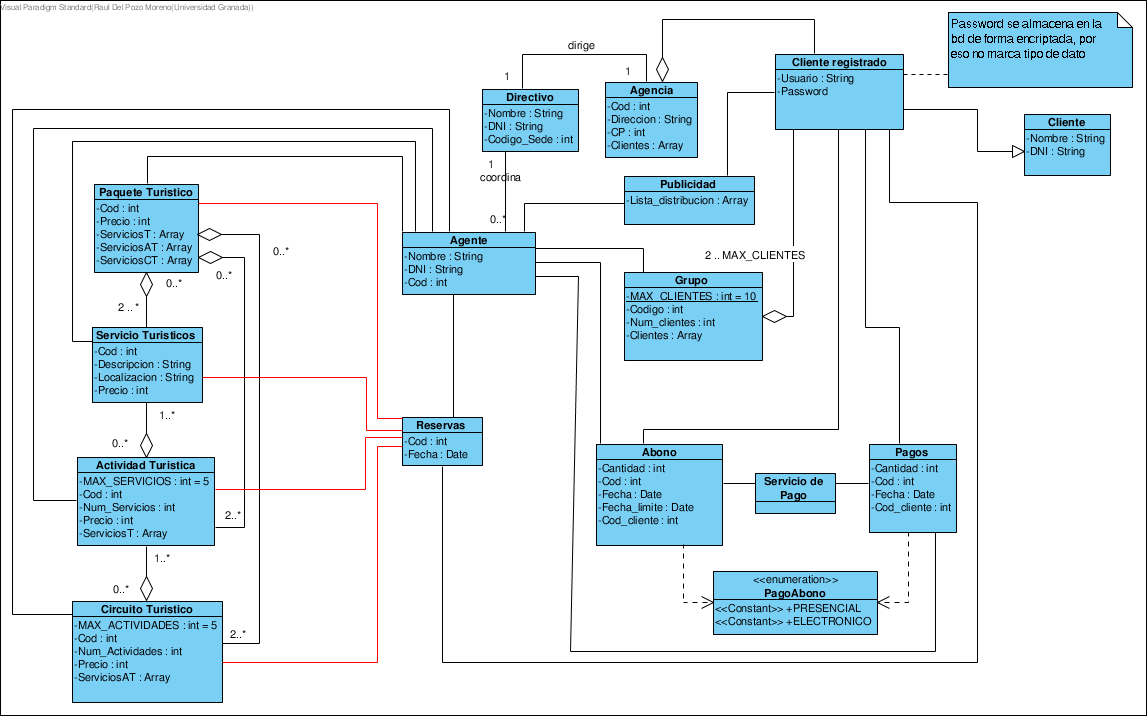 Visual Paradigm Standard(Raul Del Pozo Moreno(Universidad Granada))
Password se almacena en la
bd de forma encriptada, por
eso no marca tipo de dato
dirige
1
1
Directivo
-Nombre : String
-DNI : String
-Codigo_Sede : int
Agencia
-Cod : int
-Direccion : String
-CP : int
-Clientes : Array
Cliente registrado
-Usuario : String
-Password
Cliente
-Nombre : String
-DNI : String
1
coordina
0..*
Publicidad
-Lista_distribucion : Array
Paquete Turistico
-Cod : int
-Precio : int
-ServiciosT : Array
-ServiciosAT : Array
-ServiciosCT : Array
0..*
0..*
0..*
2 .. *
Agente
-Nombre : String
-DNI : String
-Cod : int
2 .. MAX_CLIENTES
Grupo
-MAX_CLIENTES : int = 10
-Codigo : int
-Num_clientes : int
-Clientes : Array
Servicio Turisticos
-Cod : int
-Descripcion : String
-Localizacion : String
-Precio : int
1..*
0..*
Reservas
-Cod : int
-Fecha : Date
Actividad Turistica
-MAX_SERVICIOS : int = 5
-Cod : int
-Num_Servicios : int
-Precio : int
-ServiciosT : Array
2..*
Abono
-Cantidad : int
-Cod : int
-Fecha : Date
-Fecha_limite : Date
-Cod_cliente : int
Servicio de
Pago
Pagos
-Cantidad : int
-Cod : int
-Fecha : Date
-Cod_cliente : int
1..*
0..*
<<enumeration>>
PagoAbono
<<Constant>> +PRESENCIAL
<<Constant>> +ELECTRONICO
Circuito Turistico
-MAX_ACTIVIDADES : int = 5
-Cod : int
-Num_Actividades : int
-Precio : int
-ServiciosAT : Array
2..*